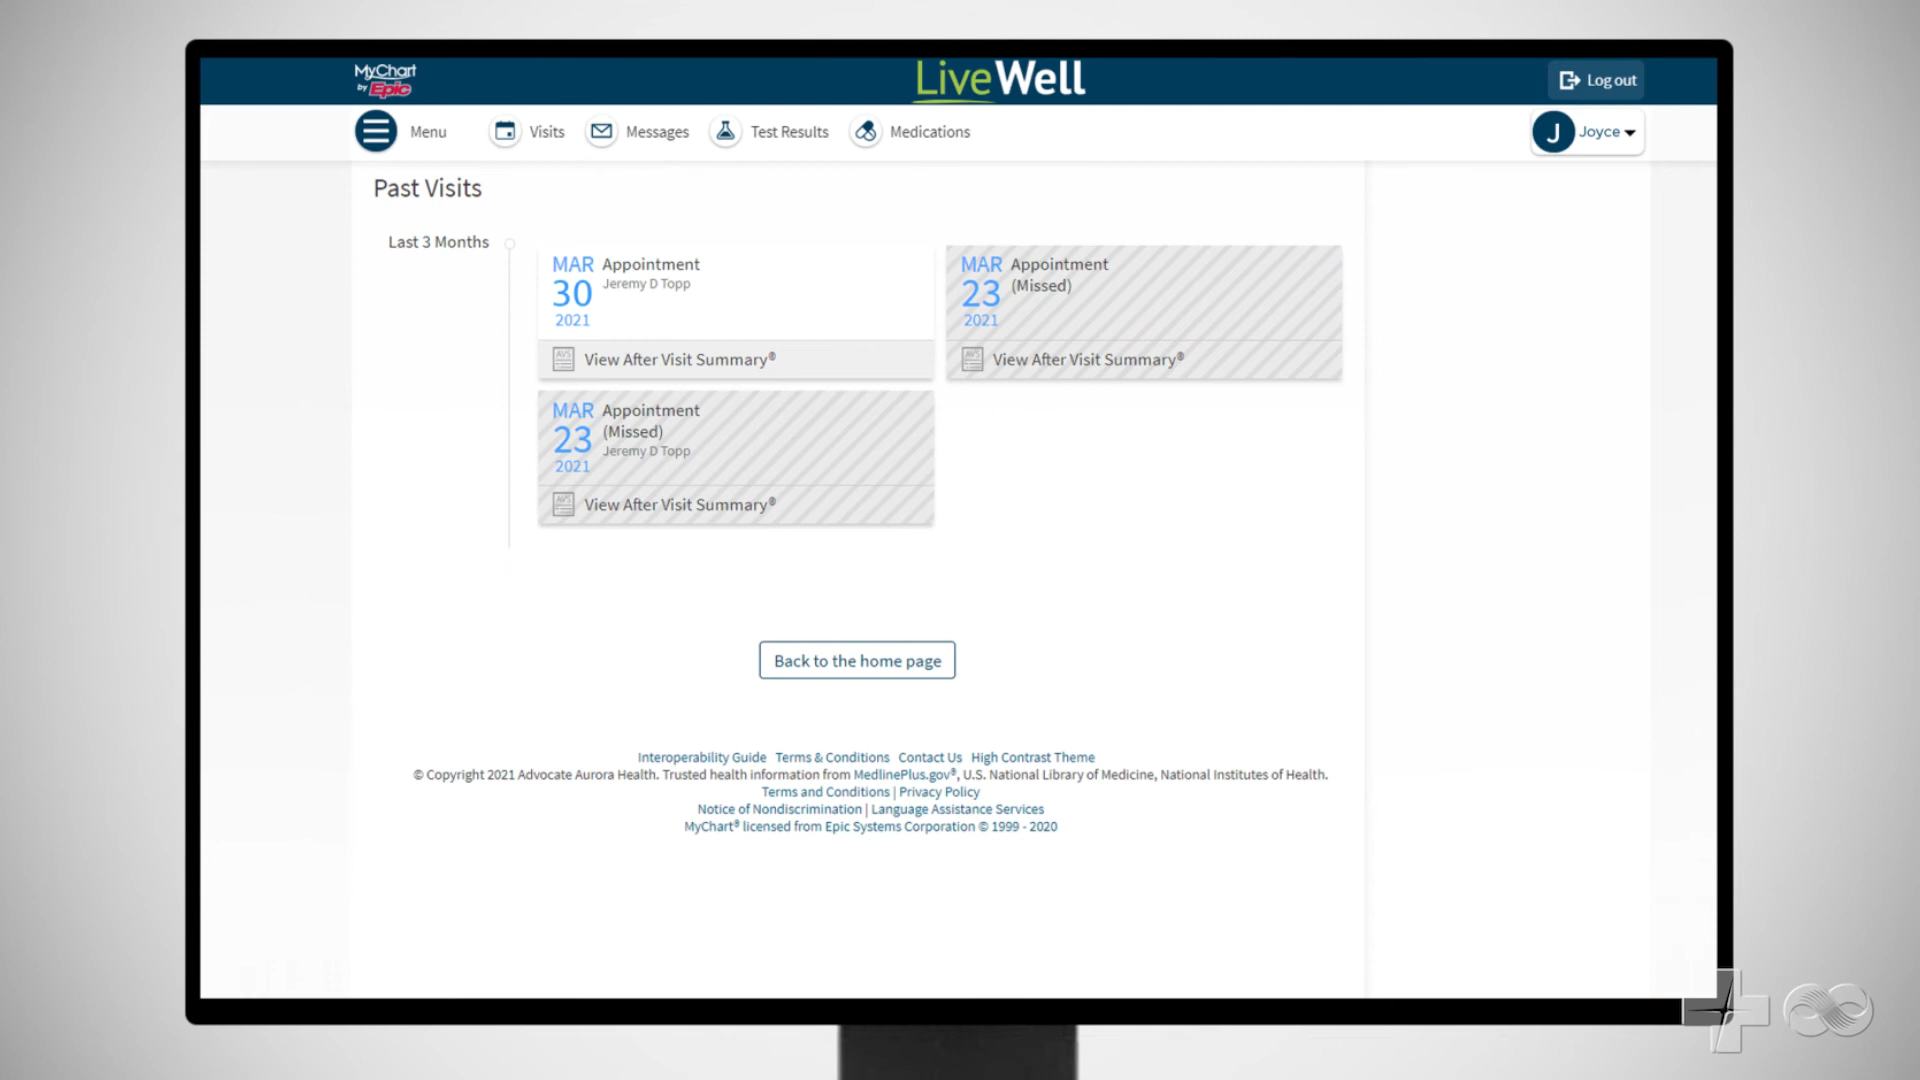 MyChart
by Epic
LiveWell
Log out
Menu
Visits
Messages
Test Results
Medications
J
Joyce
Past Visits
Last 3 Months
MAR
30
2021
Appointment
Jeremy D Topp
AVS
View After Visit Summary®
MAR
23
2021
Appointment
(Missed)
AVS
View After Visit Summary®
MAR
23
2021
Appointment
(Missed)
Jeremy D Topp
AVS
View After Visit Summary®
Back to the home page
Interoperability Guide Terms & Conditions Contact Us High Contrast Theme
© Copyright 2021 Advocate Aurora Health. Trusted health information from MedlinePlus.gov®, U.S. National Library of Medicine, National Institutes of Health.
Terms and Conditions | Privacy Policy
Notice of Nondiscrimination | Language Assistance Services
MyChart® licensed from Epic Systems Corporation © 1999 - 2020